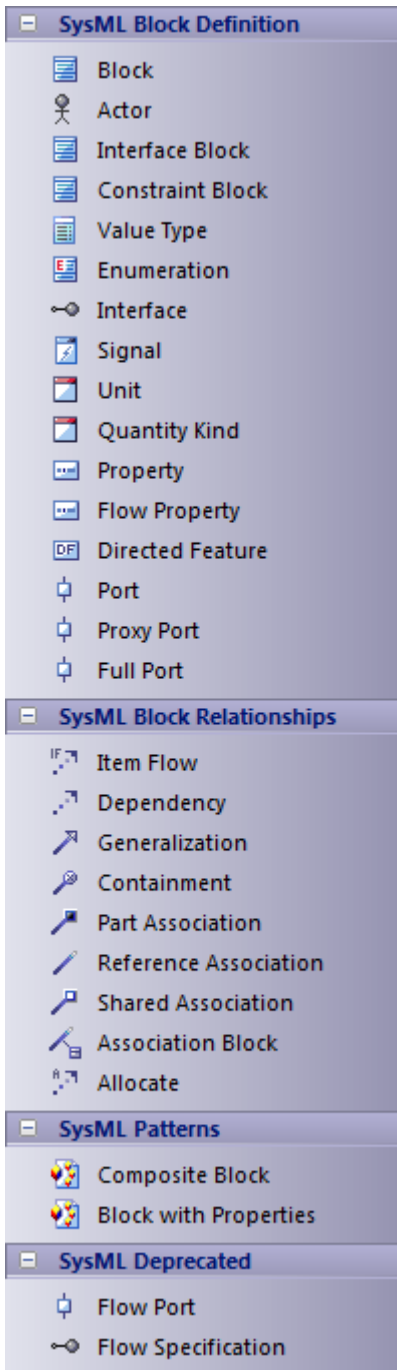 SysML Block Definition
Block
Actor
Interface Block
Constraint Block
Value Type
Enumeration
Interface
Signal
Unit
Quantity Kind
Property
Flow Property
DF Directed Feature
Port
Proxy Port
Full Port
SysML Block Relationships
IF Item Flow
Dependency
Generalization
Containment
Part Association
Reference Association
Shared Association
Association Block
A Allocate
SysML Patterns
Composite Block
Block with Properties
SysML Deprecated
Flow Port
Flow Specification